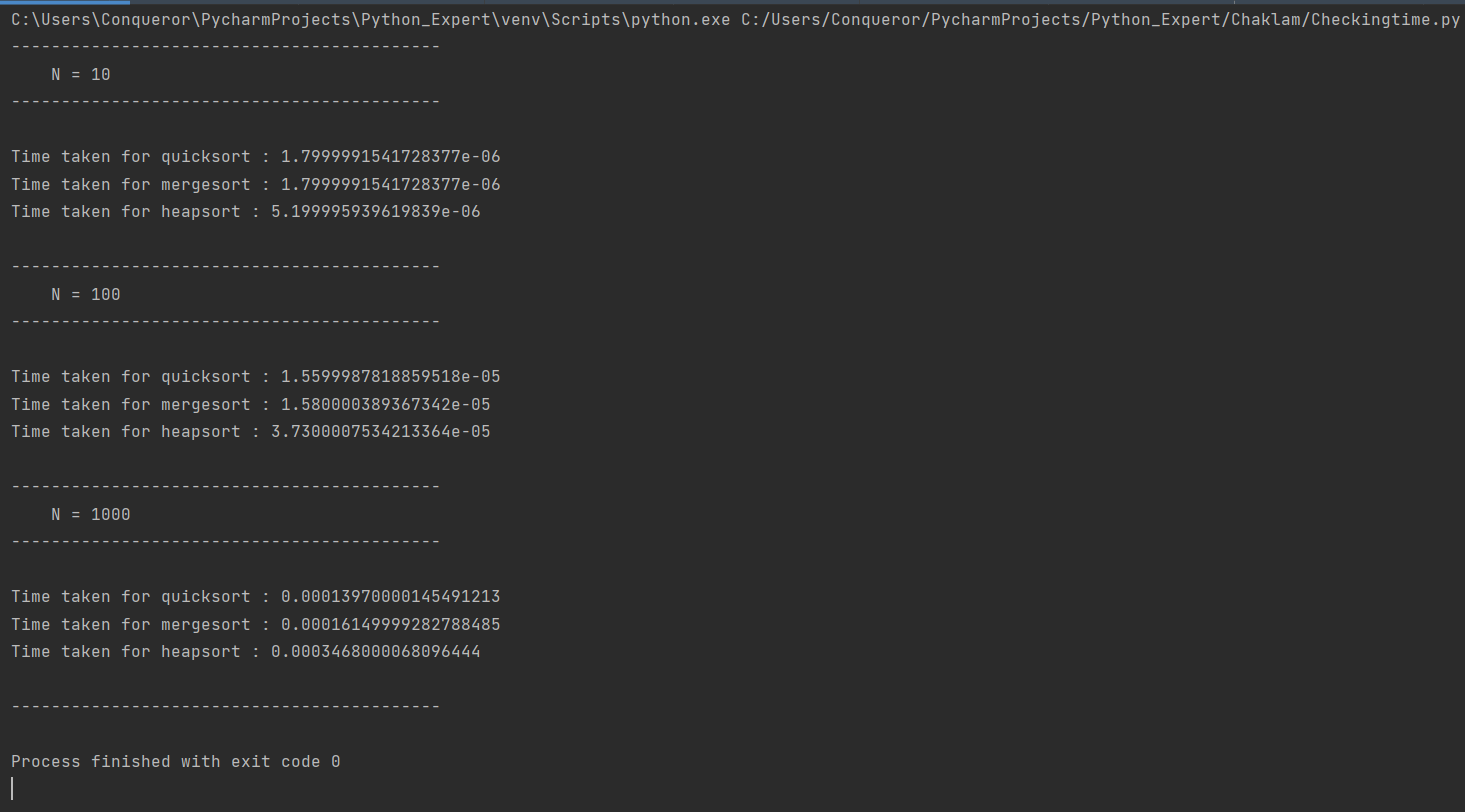 C:\Users\Conqueror\PycharmProjects\Python_Expert\venv\Scripts\python.exe C:/Users/Conqueror/PycharmProjects/Python_Expert/Chaklam/Checkingtime.py
-------------------------------------------
    N = 10
-------------------------------------------
Time taken for quicksort : 1.7999991541728377e-06
Time taken for mergesort : 1.7999991541728377e-06
Time taken for heapsort : 5.199995939619839e-06
-------------------------------------------
    N = 100
-------------------------------------------
Time taken for quicksort : 1.5599987818859518e-05
Time taken for mergesort : 1.580000389367342e-05
Time taken for heapsort : 3.7300007534213364e-05
-------------------------------------------
    N = 1000
-------------------------------------------
Time taken for quicksort : 0.00013970000145491213
Time taken for mergesort : 0.00016149999282788485
Time taken for heapsort : 0.0003468000068096444
-------------------------------------------
Process finished with exit code 0